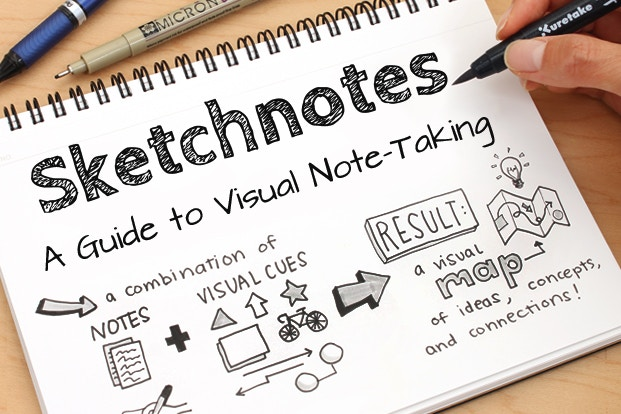 MICRON
Kuretake
Sketchnotes
A Guide to Visual Note-Taking
a combination of
NOTES
VISUAL CUES
RESULT:
a visual
map
of ideas, concepts,
and connections!